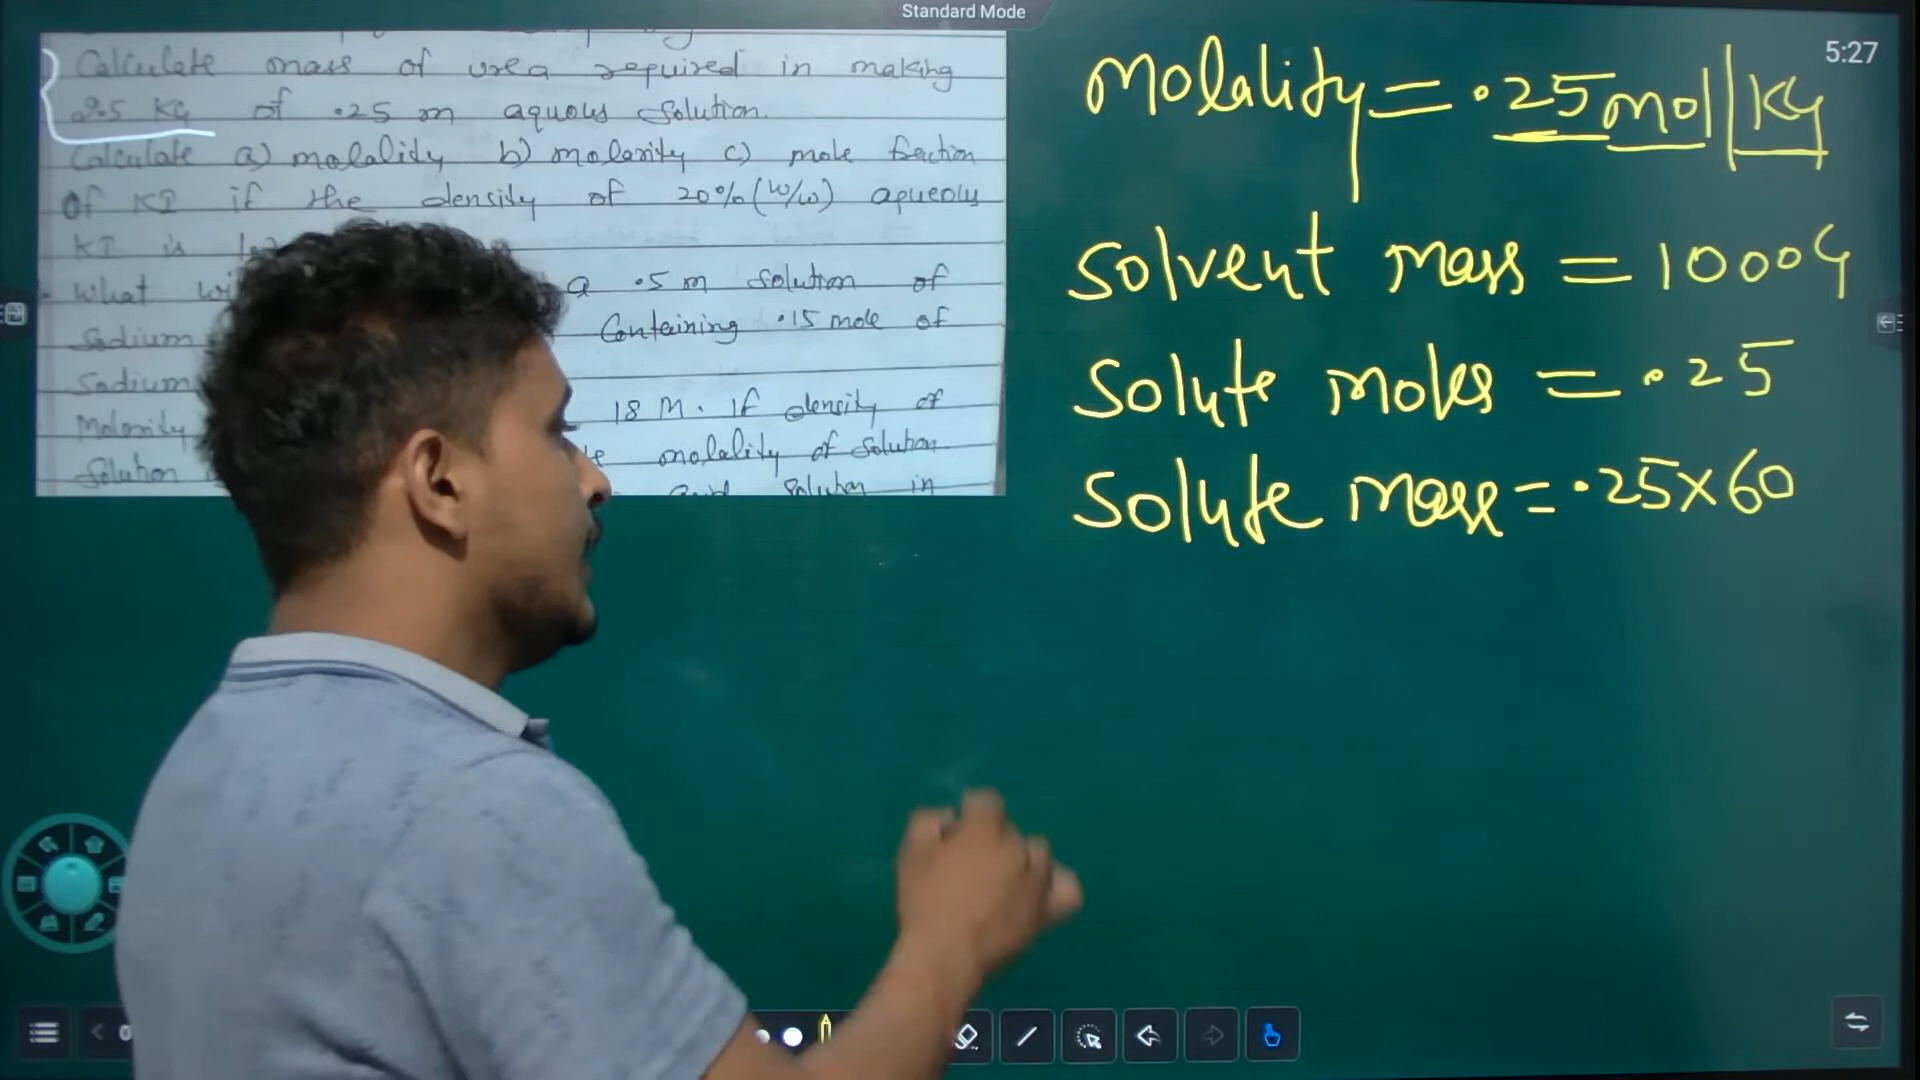 Standard Mode
5:27
Calculate mass of urea required in making
2.5 Kg of .25 m aquous solution.
Calculate a) molality b) molarity c) mole fraction
Of KI if the density of 20% (w/w) aqueous
KI is
What a .5 m solution of
Sodium Containing .15 mole of
Sodium
Molarity 18 M. If density of
Solution molality of solution
solution in
molality = .25 mol | Kg
Solvent mass = 1000g
Solute moles = .25
Solute mass = .25×60